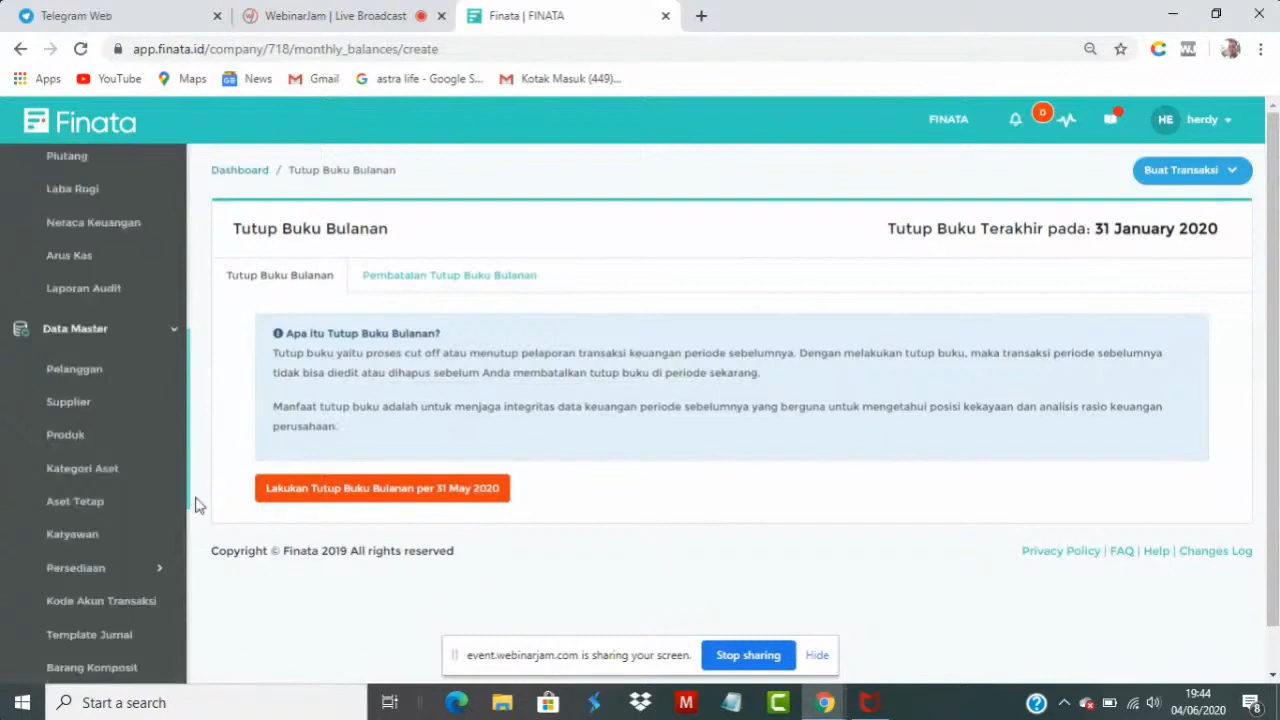 Telegram Web
WebinarJam | Live Broadcast
Finata | FINATA
app.finata.id/company/718/monthly_balances/create
Apps
YouTube
Maps
News
Gmail
astra life - Google S...
Kotak Masuk (449)...
Finata
FINATA
0
HE
herdy
Piutang
Laba Rugi
Neraca Keuangan
Arus Kas
Laporan Audit
Data Master
Pelanggan
Supplier
Produk
Kategori Aset
Aset Tetap
Katyawan
Persediaan
Kode Akun Transaksi
Template Jurnal
Barang Komposit
Dashboard / Tutup Buku Bulanan
Buat Transaksi
Tutup Buku Bulanan
Tutup Buku Terakhir pada: 31 January 2020
Tutup Buku Bulanan
Pembatalan Tutup Buku Bulanan
Apa itu Tutup Buku Bulanan?
Tutup buku yaitu proses cut off atau menutup pelaporan transaksi keuangan periode sebelumnya. Dengan melakukan tutup buku, maka transaksi periode sebelumnya
tidak bisa diedit atau dihapus sebelum Anda membatalkan tutup buku di periode sekarang.
Manfaat tutup buku adalah untuk menjaga integritas data keuangan periode sebelumnya yang berguna untuk mengetahui posisi kekayaan dan analisis rasio keuangan
perusahaan.
Lakukan Tutup Buku Bulanan per 31 May 2020
Copyright © Finata 2019 All rights reserved
Privacy Policy | FAQ | Help | Changes Log
event.webinarjam.com is sharing your screen.
Stop sharing
Hide
Start a search
19:44
04/06/2020
8